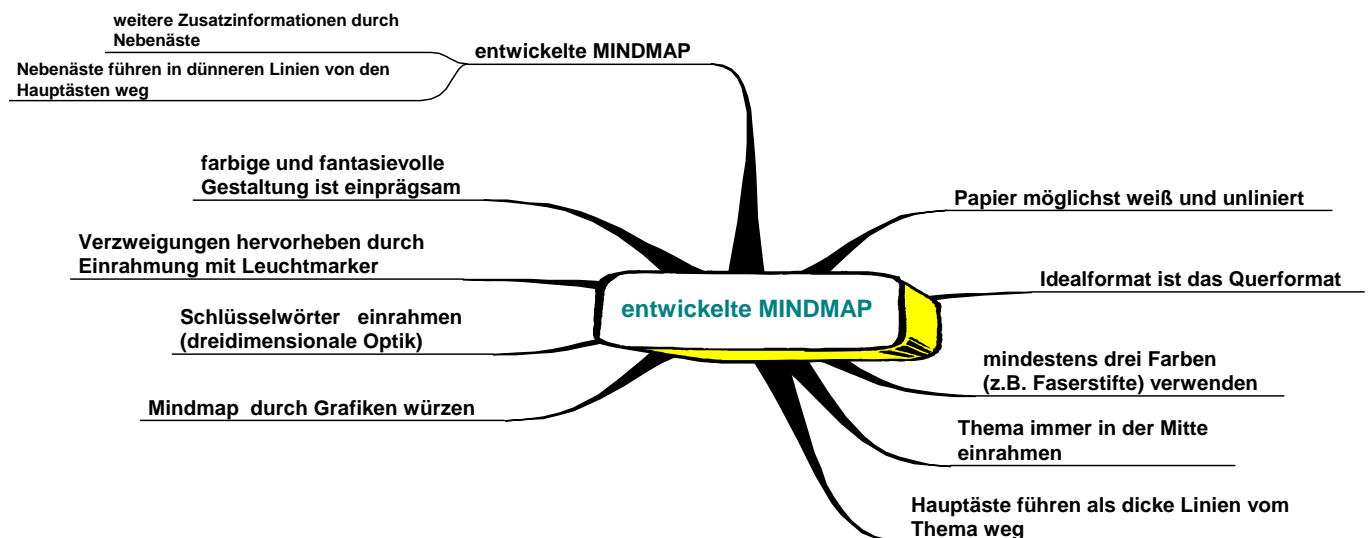 weitere Zusatzinformationen durch
Nebenäste
entwickelte MINDMAP
Nebenäste führen in dünneren Linien von den
Hauptästen weg
farbige und fantasievolle
Gestaltung ist einprägsam
Verzweigungen hervorheben durch
Einrahmung mit Leuchtmarker
Schlüsselwörter einrahmen
(dreidimensionale Optik)
Mindmap durch Grafiken würzen
entwickelte MINDMAP
Papier möglichst weiß und unliniert
Idealformat ist das Querformat
mindestens drei Farben
(z.B. Faserstifte) verwenden
Thema immer in der Mitte
einrahmen
Hauptäste führen als dicke Linien vom
Thema weg